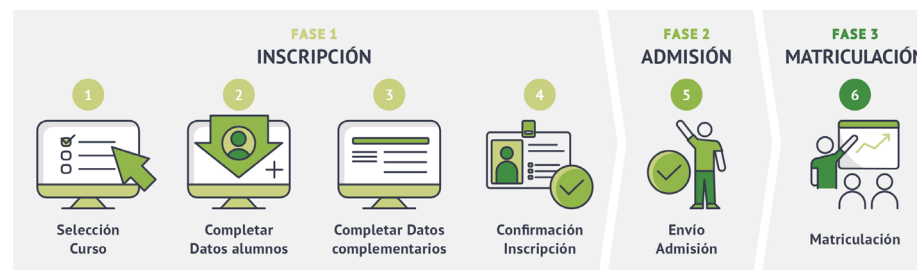 FASE 1
INSCRIPCIÓN
1
Selección
Curso
2
Completar
Datos alumnos
3
Completar Datos
complementarios
4
Confirmación
Inscripción
FASE 2
ADMISIÓN
5
Envío
Admisión
FASE 3
MATRICULACIÓN
6
Matriculación